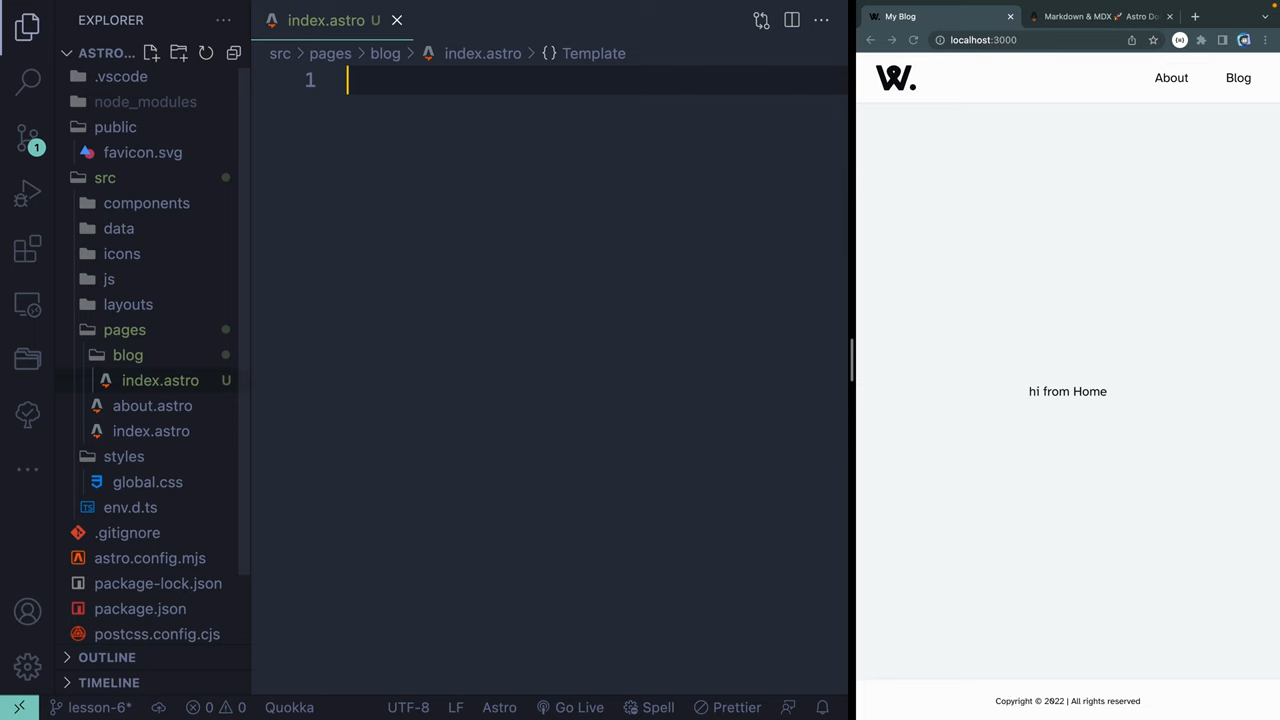 EXPLORER
ASTRO...
.vscode
node_modules
public
favicon.svg
src
components
data
icons
js
layouts
pages
blog
index.astro U
about.astro
index.astro
styles
global.css
env.d.ts
.gitignore
astro.config.mjs
package-lock.json
package.json
postcss.config.cjs
OUTLINE
TIMELINE
1
index.astro U
src > pages > blog > index.astro > {} Template
1
lesson-6* 0 0 Quokka UTF-8 LF Astro Go Live Spell Prettier
My Blog
Markdown & MDX 🚀 Astro Do
localhost:3000
W.
About Blog
hi from Home
Copyright © 2022 | All rights reserved